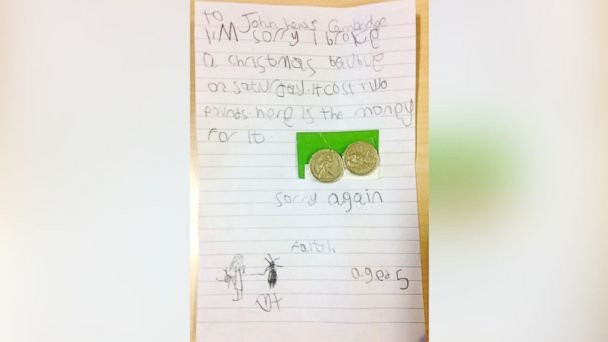 to John Lewis Cambridge
I'M sorry I broke
a christmas bauble
on saturday. it cost two
pounds here is the money
for it
sorry again
Faith
aged 5